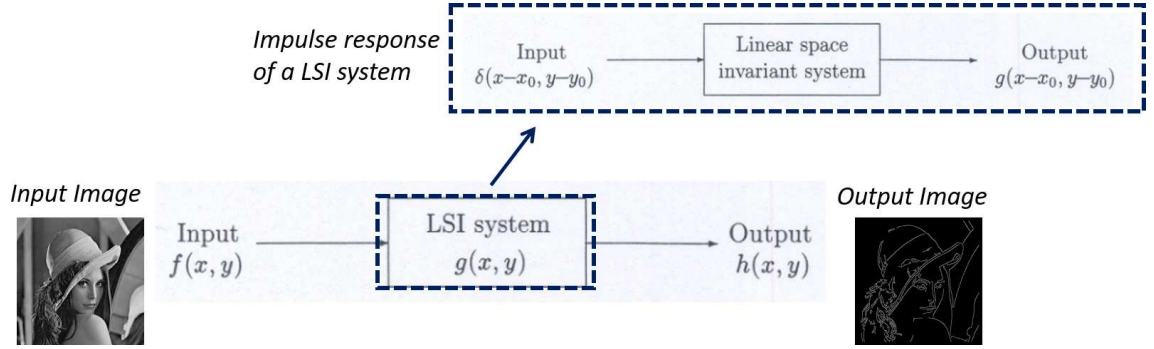 Impulse response
of a LSI system
Input
δ(x−x₀, y−y₀)
Linear space
invariant system
Output
g(x−x₀, y−y₀)
Input Image
Input
f(x, y)
LSI system
g(x, y)
Output
h(x, y)
Output Image